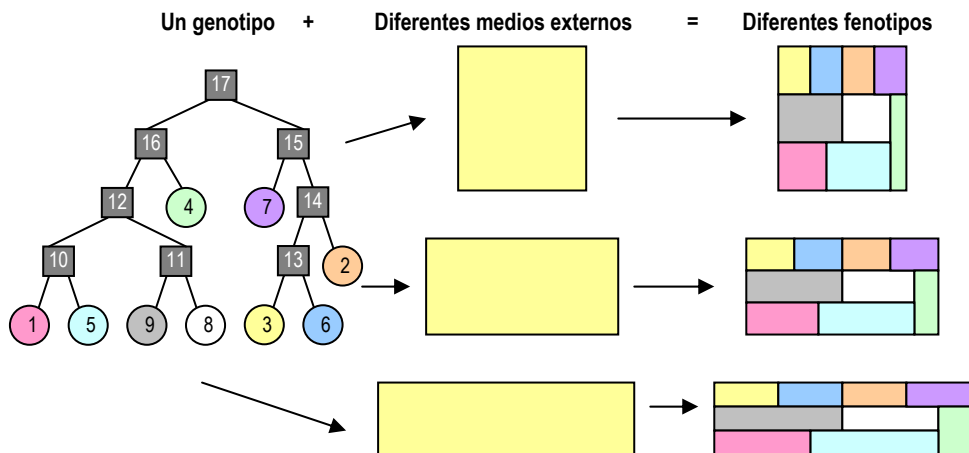 Un genotipo + Diferentes medios externos = Diferentes fenotipos
17
16 15
12 4 7 14
10 11 13 2
1 5 9 8 3 6